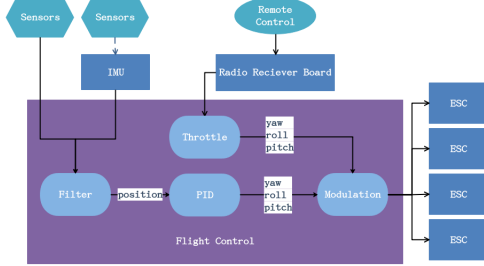 Sensors
Sensors
Remote
Control
IMU
Radio Reciever Board
ESC
Throttle
yaw
roll
pitch
ESC
Filter
position
PID
yaw
roll
pitch
Modulation
ESC
Flight Control
ESC